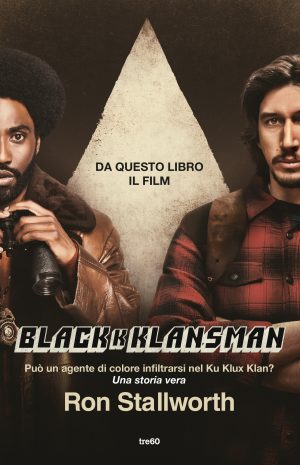 DA QUESTO LIBRO
IL FILM
BLACKKKLANSMAN
Può un agente di colore infiltrarsi nel Ku Klux Klan?
Una storia vera
Ron Stallworth
tre60